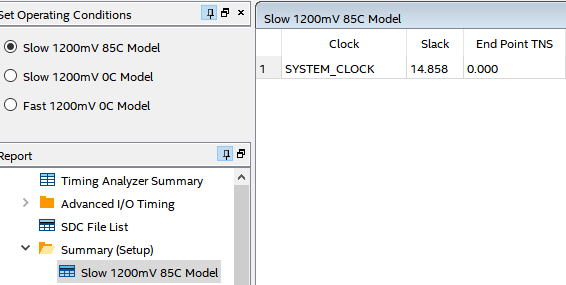 Set Operating Conditions
Slow 1200mV 85C Model
Slow 1200mV 0C Model
Fast 1200mV 0C Model
Report
Timing Analyzer Summary
Advanced I/O Timing
SDC File List
Summary (Setup)
Slow 1200mV 85C Model
Slow 1200mV 85C Model
Clock Slack End Point TNS
1 SYSTEM_CLOCK 14.858 0.000